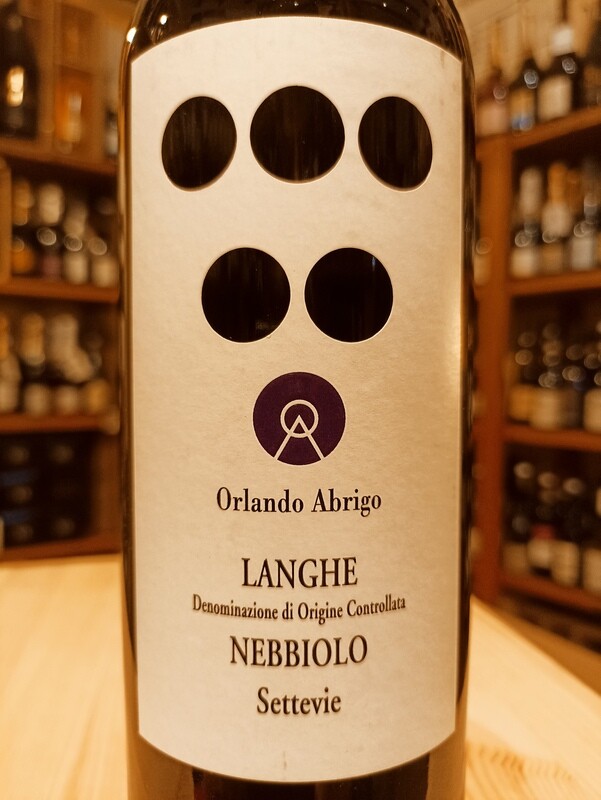 Orlando Abrigo
LANGHE
Denominazione di Origine Controllata
NEBBIOLO
Settevie